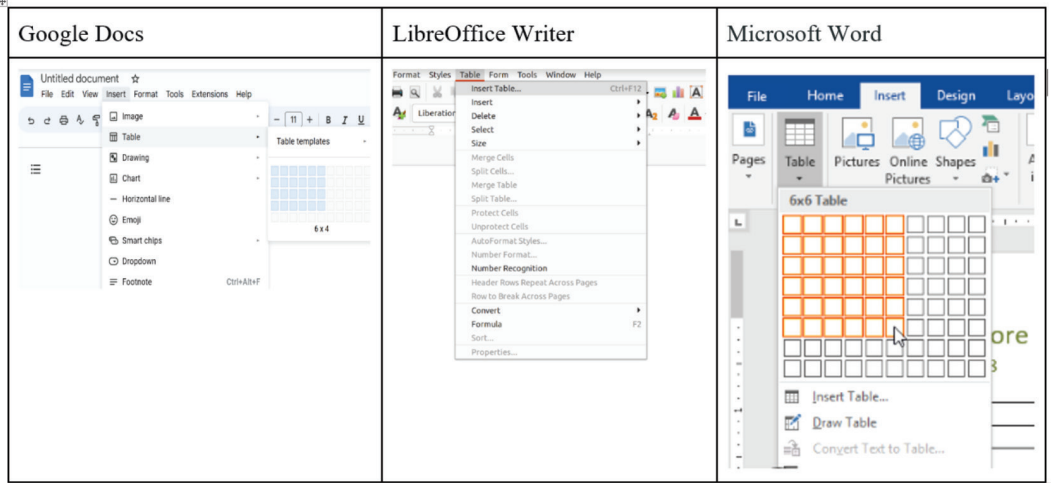 Google Docs
LibreOffice Writer
Microsoft Word
Untitled document
File Edit View Insert Format Tools Extensions Help
Image
Table
Drawing
Chart
Horizontal line
Emoji
Smart chips
Dropdown
Footnote Ctrl+Alt+F
− 11 + B I U
Table templates
6 x 4
Format Styles Table Form Tools Window Help
Insert Table... Ctrl+F12
Insert
Delete
Select
Size
Merge Cells
Split Cells...
Merge Table
Split Table...
Protect Cells
Unprotect Cells
AutoFormat Styles...
Number Format...
Number Recognition
Header Rows Repeat Across Pages
Row to Break Across Pages
Convert
Formula F2
Sort...
Properties...
Liberation
File Home Insert Design Layo
Pages Table Pictures Online Pictures Shapes
6x6 Table
Insert Table...
Draw Table
Convert Text to Table...
ore